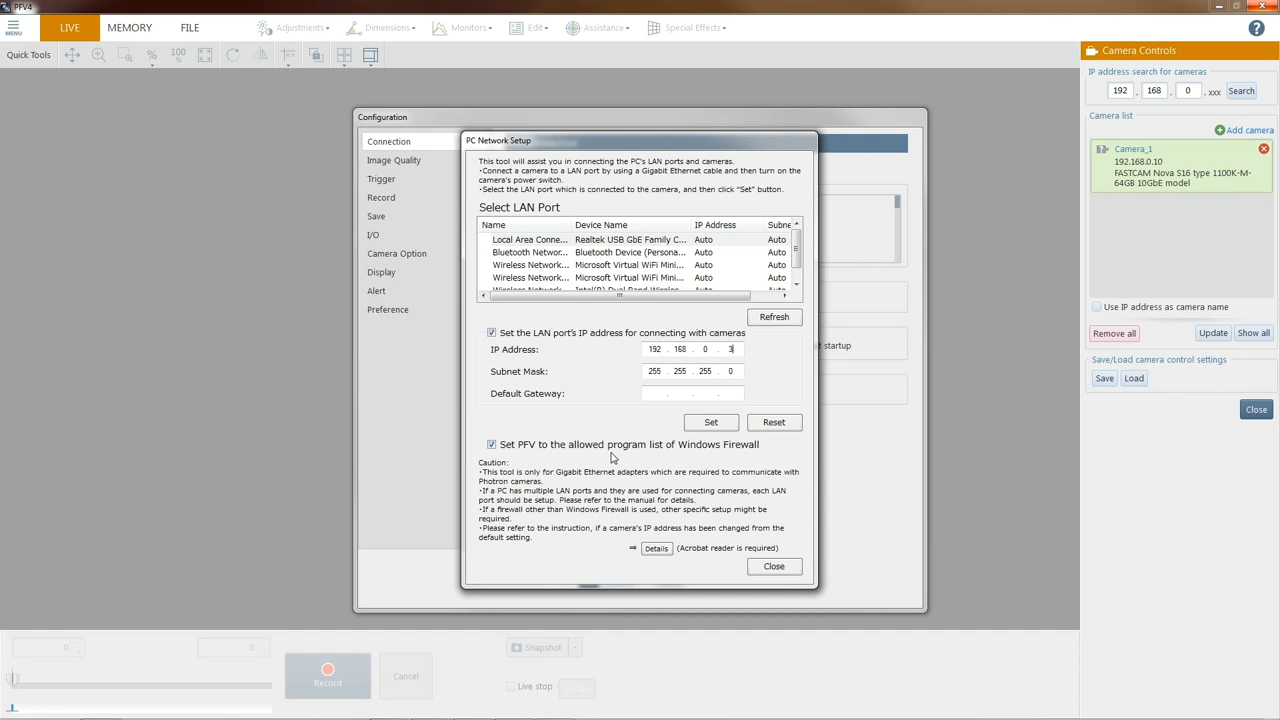 PFV4
MENU
LIVE
MEMORY
FILE
Adjustments
Dimensions
Monitors
Edit
Assistance
Special Effects
Quick Tools
%
100
%
Camera Controls
IP address search for cameras
192 . 168 . 0 . xxx Search
Camera list
Add camera
Camera_1
192.168.0.10
FASTCAM Nova S16 type 1100K-M-
64GB 10GbE model
Use IP address as camera name
Remove all Update Show all
Save/Load camera control settings
Save Load
Close
Configuration
Connection
Image Quality
Trigger
Record
Save
I/O
Camera Option
Display
Alert
Preference
t startup
PC Network Setup
This tool will assist you in connecting the PC's LAN ports and cameras.
・Connect a camera to a LAN port by using a Gigabit Ethernet cable and then turn on the
camera's power switch.
・Select the LAN port which is connected to the camera, and then click "Set" button.
Select LAN Port
Name Device Name IP Address Subne
Local Area Conne... Realtek USB GbE Family C... Auto Auto
Bluetooth Networ... Bluetooth Device (Persona... Auto Auto
Wireless Network... Microsoft Virtual WiFi Mini... Auto Auto
Wireless Network... Microsoft Virtual WiFi Mini... Auto Auto
Wireless Network... Intel(R) Dual Band Wireles... Auto Auto
Refresh
Set the LAN port's IP address for connecting with cameras
IP Address: 192 . 168 . 0 . 3
Subnet Mask: 255 . 255 . 255 . 0
Default Gateway: . . .
Set Reset
Set PFV to the allowed program list of Windows Firewall
Caution:
・This tool is only for Gigabit Ethernet adapters which are required to communicate with
Photron cameras.
・If a PC has multiple LAN ports and they are used for connecting cameras, each LAN
port should be setup. Please refer to the manual for details.
・If a firewall other than Windows Firewall is used, other specific setup might be
required.
・Please refer to the instruction, if a camera's IP address has been changed from the
default setting.
⇒ Details (Acrobat reader is required)
Close
0 0
Record
Cancel
Snapshot
Live stop